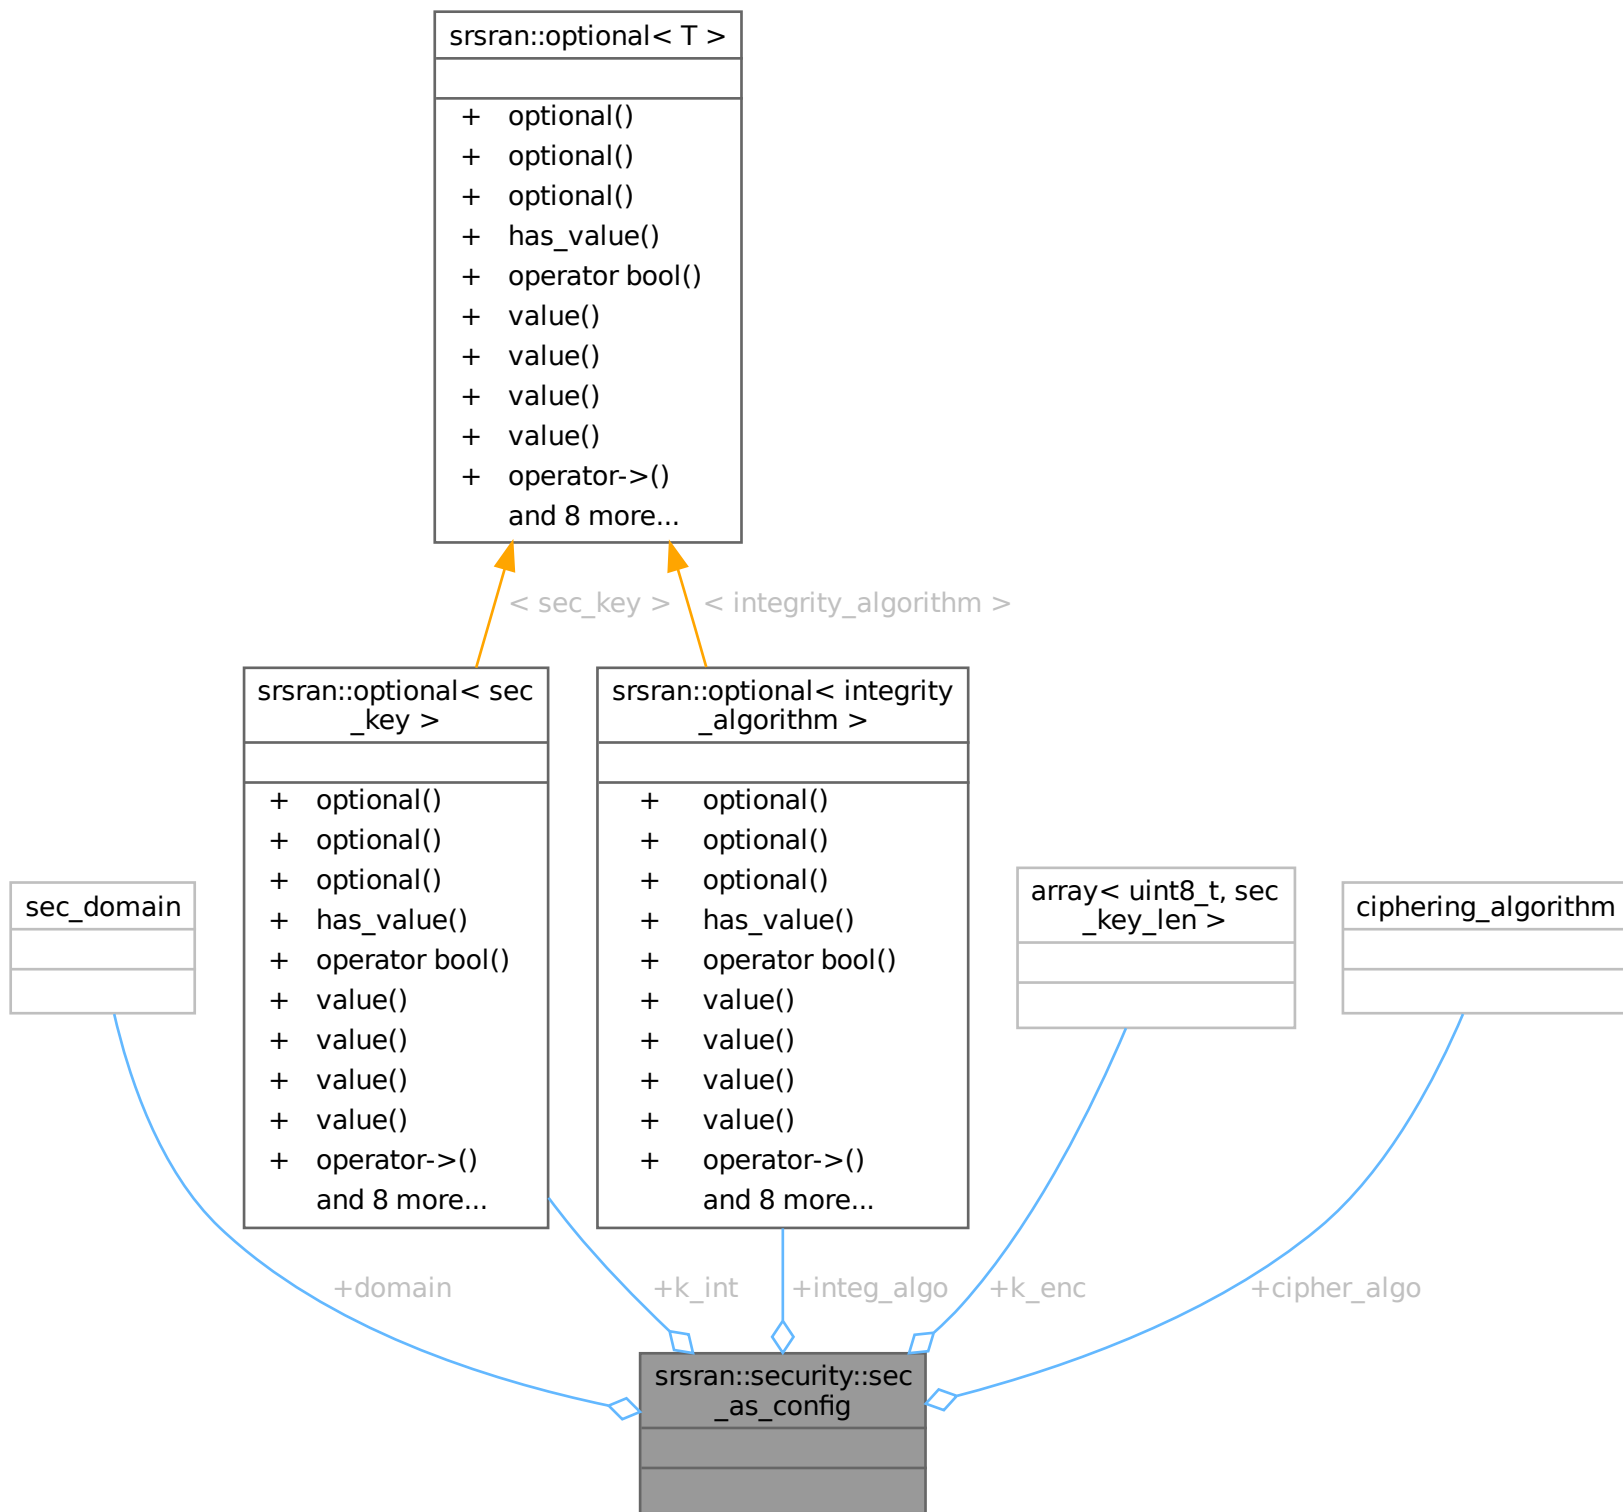 srsran::optional< T >
+ optional()
+ optional()
+ optional()
+ has_value()
+ operator bool()
+ value()
+ value()
+ value()
+ value()
+ operator->()
and 8 more...
< sec_key >
< integrity_algorithm >
srsran::optional< sec
_key >
+ optional()
+ optional()
+ optional()
+ has_value()
+ operator bool()
+ value()
+ value()
+ value()
+ value()
+ operator->()
and 8 more...
srsran::optional< integrity
_algorithm >
+ optional()
+ optional()
+ optional()
+ has_value()
+ operator bool()
+ value()
+ value()
+ value()
+ value()
+ operator->()
and 8 more...
sec_domain
array< uint8_t, sec
_key_len >
ciphering_algorithm
+domain
+k_int
+integ_algo
+k_enc
+cipher_algo
srsran::security::sec
_as_config